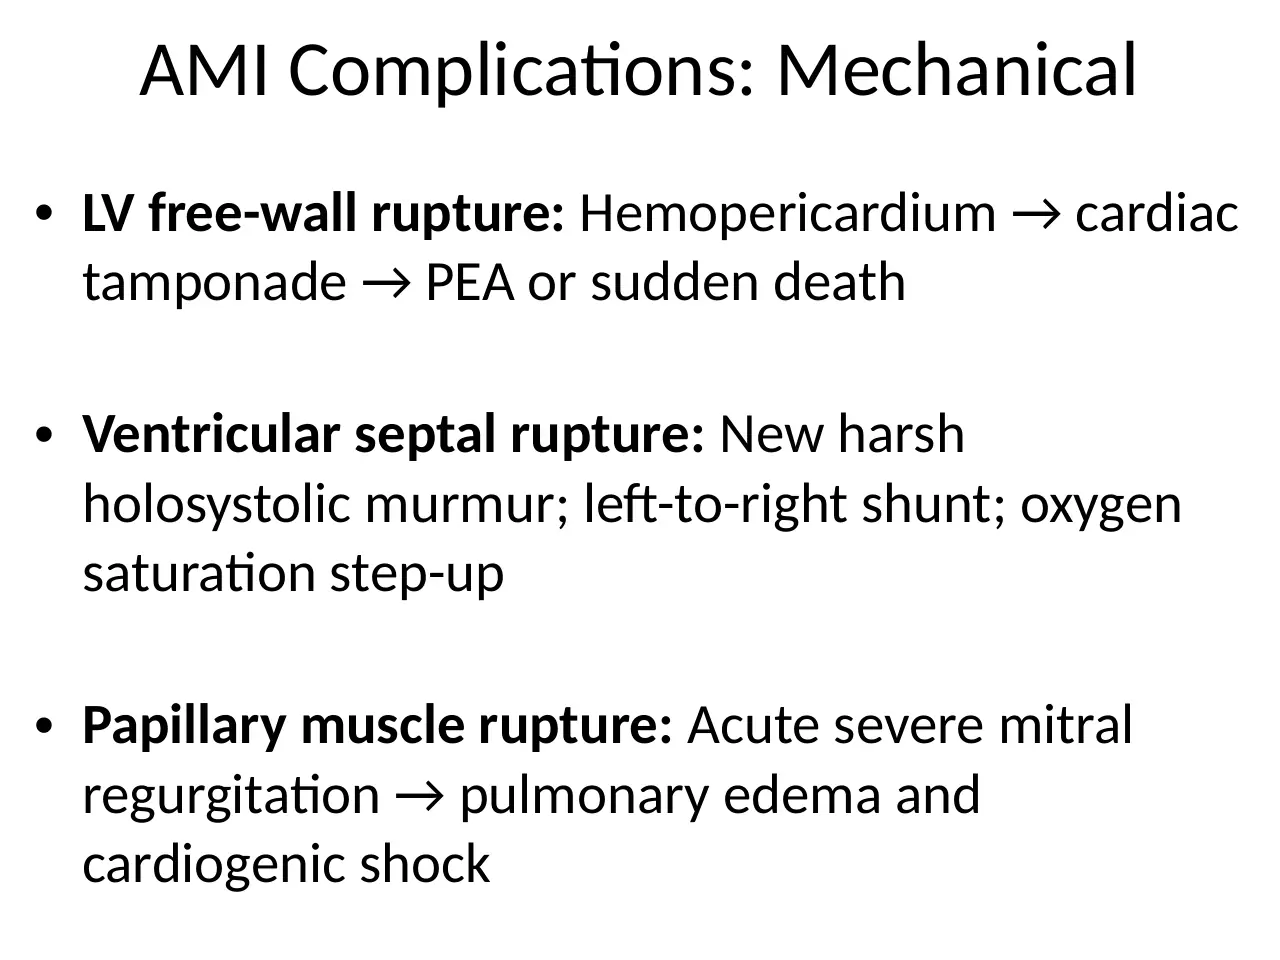 AMI Complications: Mechanical
• LV free-wall rupture: Hemopericardium → cardiac
tamponade → PEA or sudden death
• Ventricular septal rupture: New harsh
holosystolic murmur; left-to-right shunt; oxygen
saturation step-up
• Papillary muscle rupture: Acute severe mitral
regurgitation → pulmonary edema and
cardiogenic shock